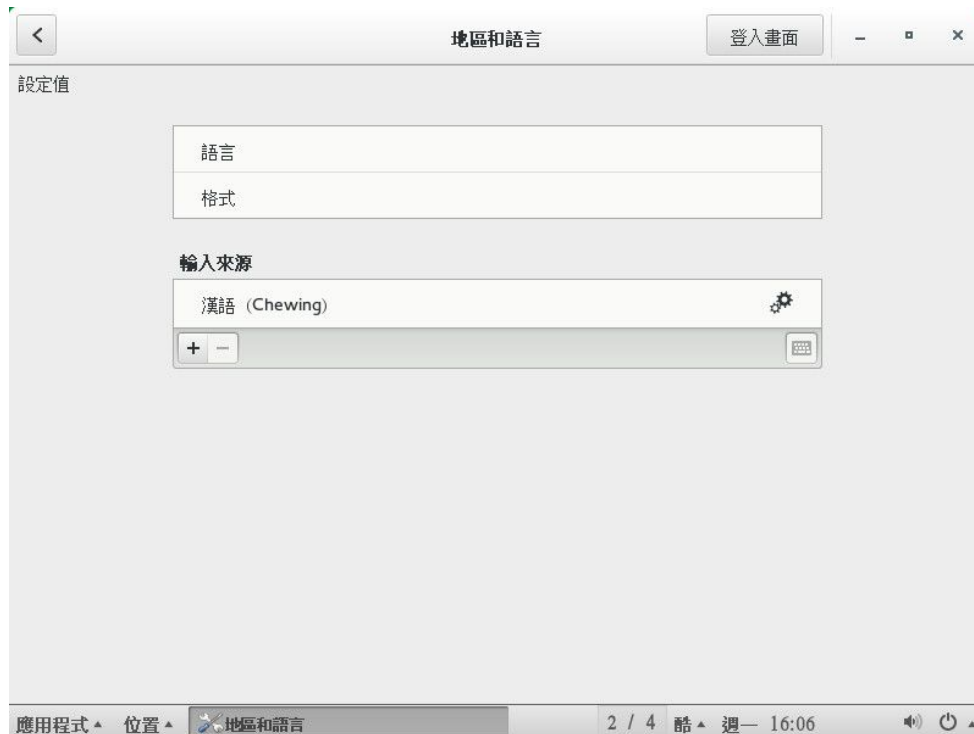 地區和語言 登入畫面
設定值
語言
格式
輸入來源
漢語 (Chewing)
應用程式 位置 地區和語言 2 / 4 酷 週一 16:06